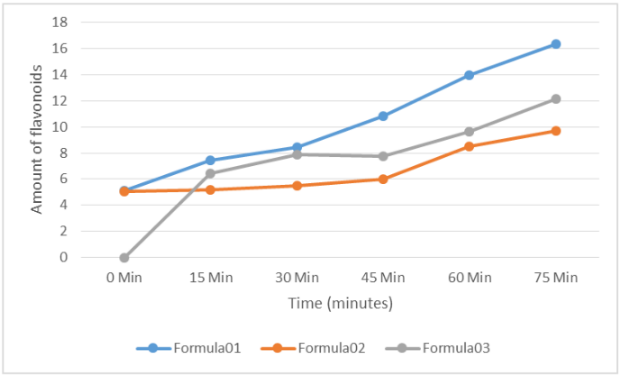 18
16
14
12
10
8
6
4
2
0
Amount of flavonoids
0 Min 15 Min 30 Min 45 Min 60 Min 75 Min
Time (minutes)
Formula01 Formula02 Formula03